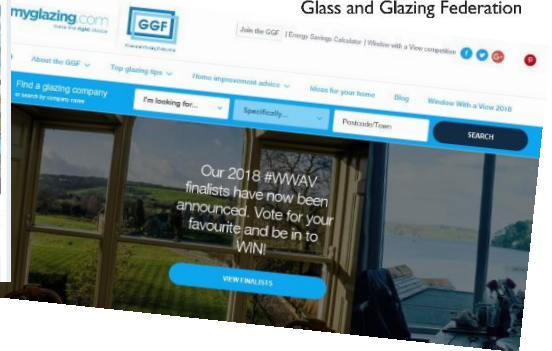 Glass and Glazing Federation
myglazing.com
make the right choice
GGF
Join the GGF | Energy Savings Calculator | Window with a View competition
About the GGF
Top glazing tips
Home improvement advice
Ideas for your home
Blog
Window With a View 2018
Find a glazing company
or search by company name
I'm looking for...
Specifically...
Postcode/Town
SEARCH
Our 2018 #WWAV
finalists have now been
announced. Vote for your
favourite and be in to
WIN!
VIEW FINALISTS